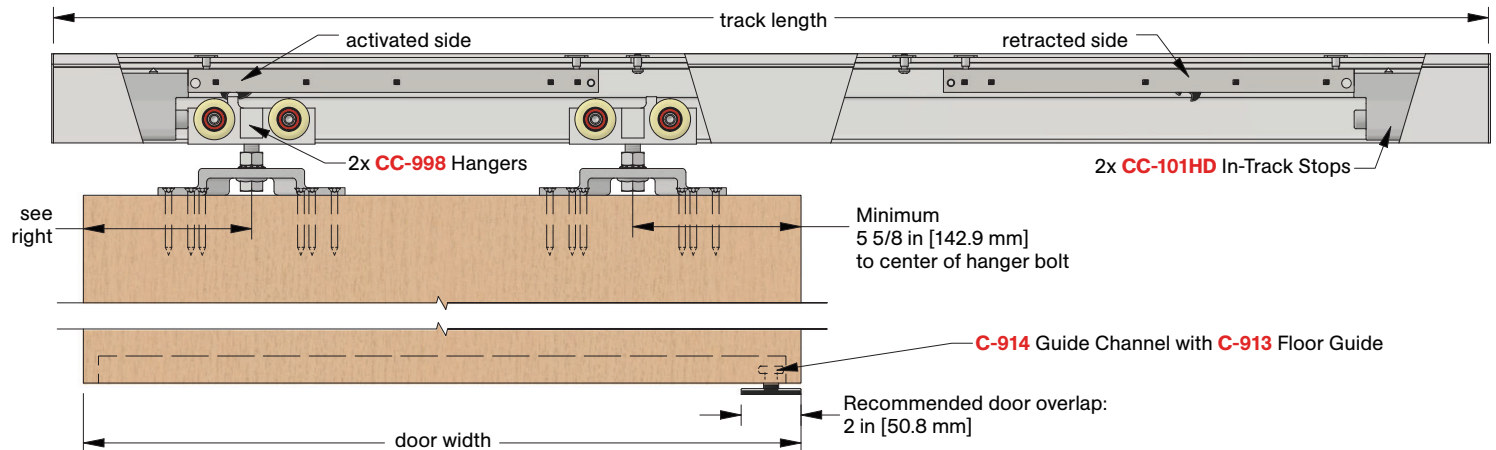 track length
activated side
retracted side
2x CC-998 Hangers
2x CC-101HD In-Track Stops
see
right
Minimum
5 5/8 in [142.9 mm]
to center of hanger bolt
C-914 Guide Channel with C-913 Floor Guide
Recommended door overlap:
2 in [50.8 mm]
door width